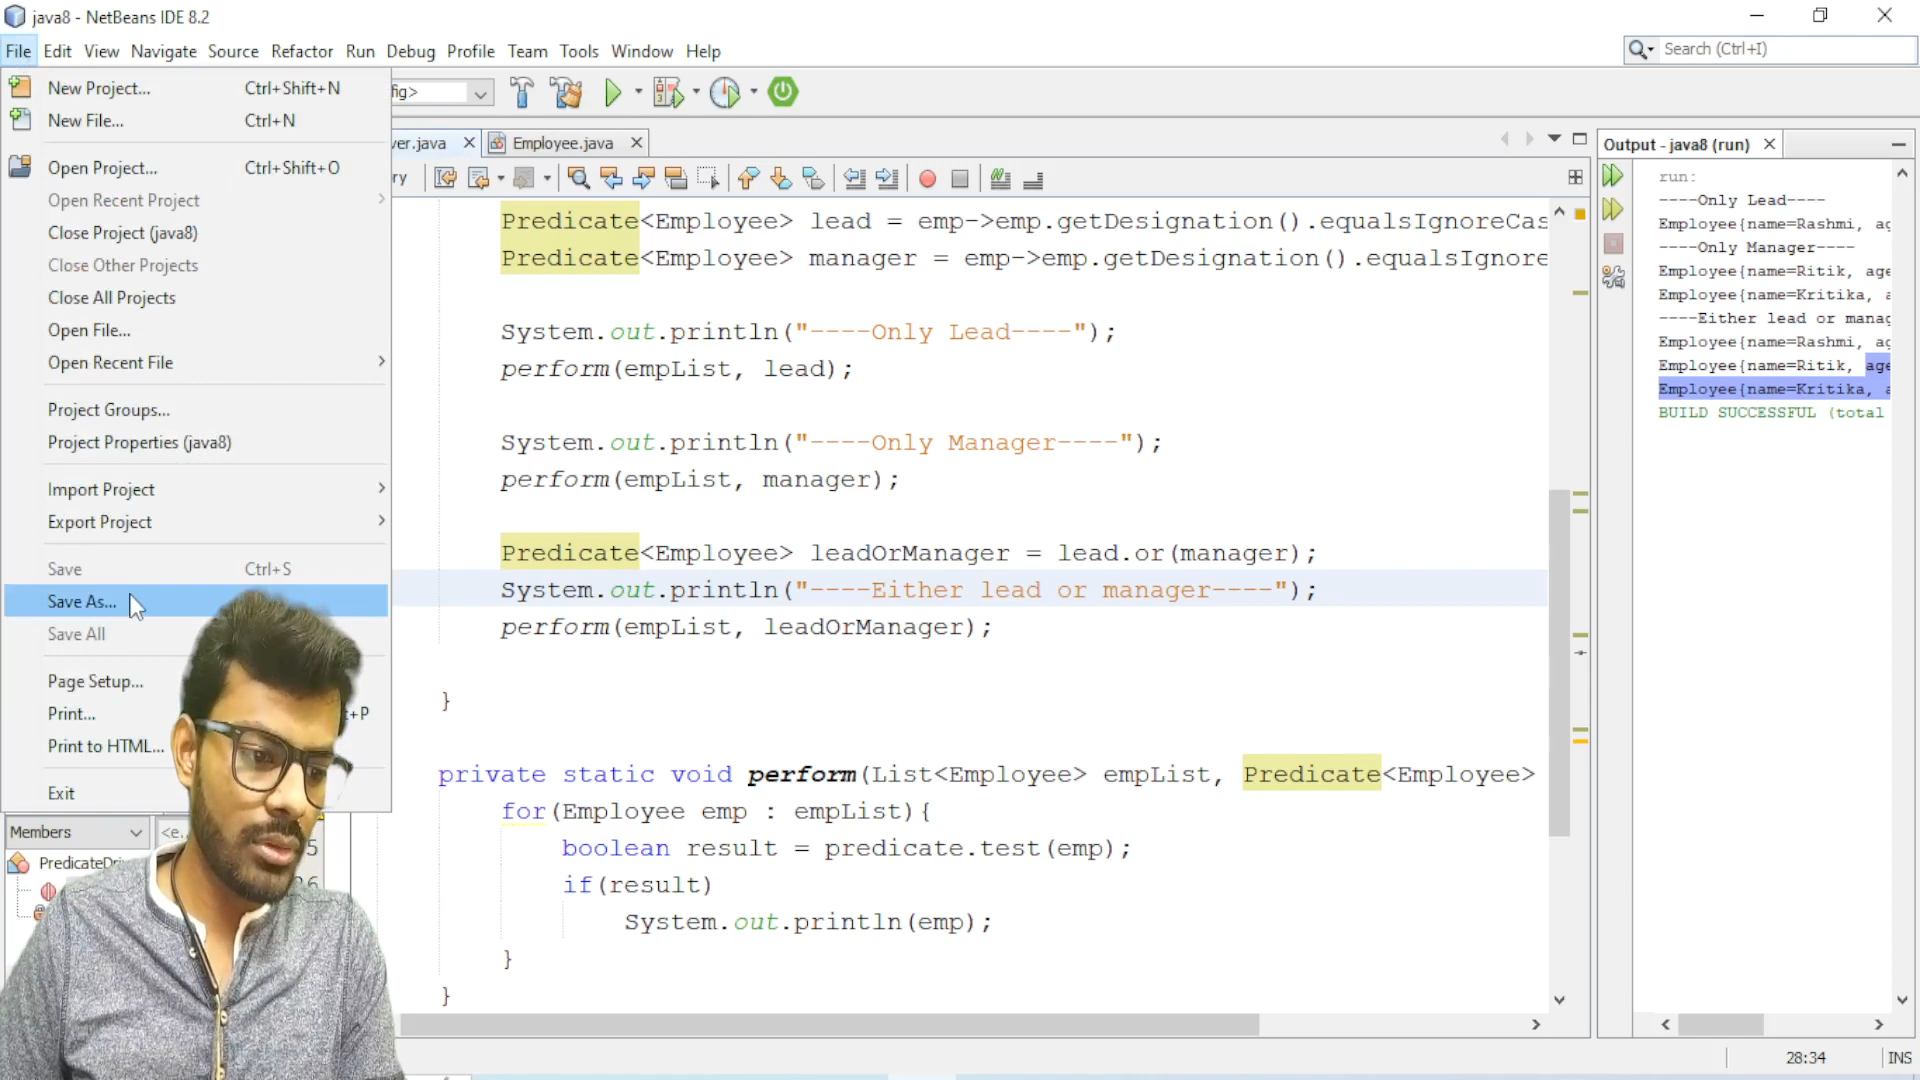 java8 - NetBeans IDE 8.2
File Edit View Navigate Source Refactor Run Debug Profile Team Tools Window Help
Search (Ctrl+I)
New Project... Ctrl+Shift+N
New File... Ctrl+N
Open Project... Ctrl+Shift+O
Open Recent Project
Close Project (java8)
Close Other Projects
Close All Projects
Open File...
Open Recent File
Project Groups...
Project Properties (java8)
Import Project
Export Project
Save Ctrl+S
Save As...
Save All
Page Setup...
Print... +P
Print to HTML...
Exit
Members <e..
PredicateDri
fig>
ver.java Employee.java
ry
Predicate<Employee> lead = emp->emp.getDesignation().equalsIgnoreCas
Predicate<Employee> manager = emp->emp.getDesignation().equalsIgnore
System.out.println("----Only Lead----");
perform(empList, lead);
System.out.println("----Only Manager----");
perform(empList, manager);
Predicate<Employee> leadOrManager = lead.or(manager);
System.out.println("----Either lead or manager----");
perform(empList, leadOrManager);
}
private static void perform(List<Employee> empList, Predicate<Employee>
for(Employee emp : empList){
boolean result = predicate.test(emp);
if(result)
System.out.println(emp);
}
}
Output - java8 (run)
run:
----Only Lead----
Employee{name=Rashmi, ag
----Only Manager----
Employee{name=Ritik, age
Employee{name=Kritika, a
----Either lead or manag
Employee{name=Rashmi, ag
Employee{name=Ritik, age
Employee{name=Kritika, a
BUILD SUCCESSFUL (total
28:34 INS